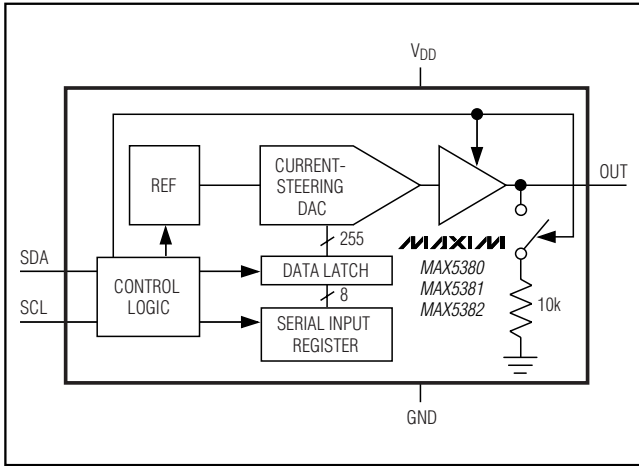 VDD
REF
CURRENT-
STEERING
DAC
OUT
255
MAXIM
MAX5380
MAX5381
MAX5382
SDA
SCL
CONTROL
LOGIC
DATA LATCH
8
SERIAL INPUT
REGISTER
10k
GND